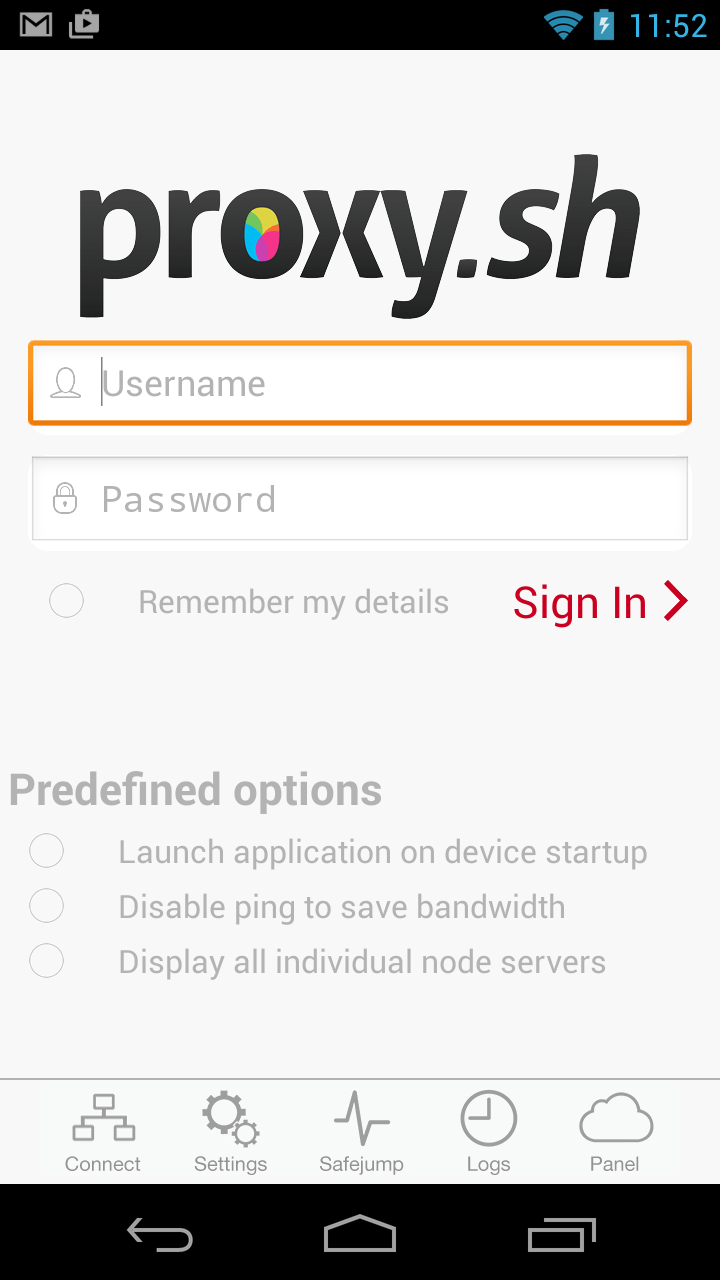 11:52
proxy.sh
Username
Password
Remember my details
Sign In
Predefined options
Launch application on device startup
Disable ping to save bandwidth
Display all individual node servers
Connect Settings Safejump Logs Panel